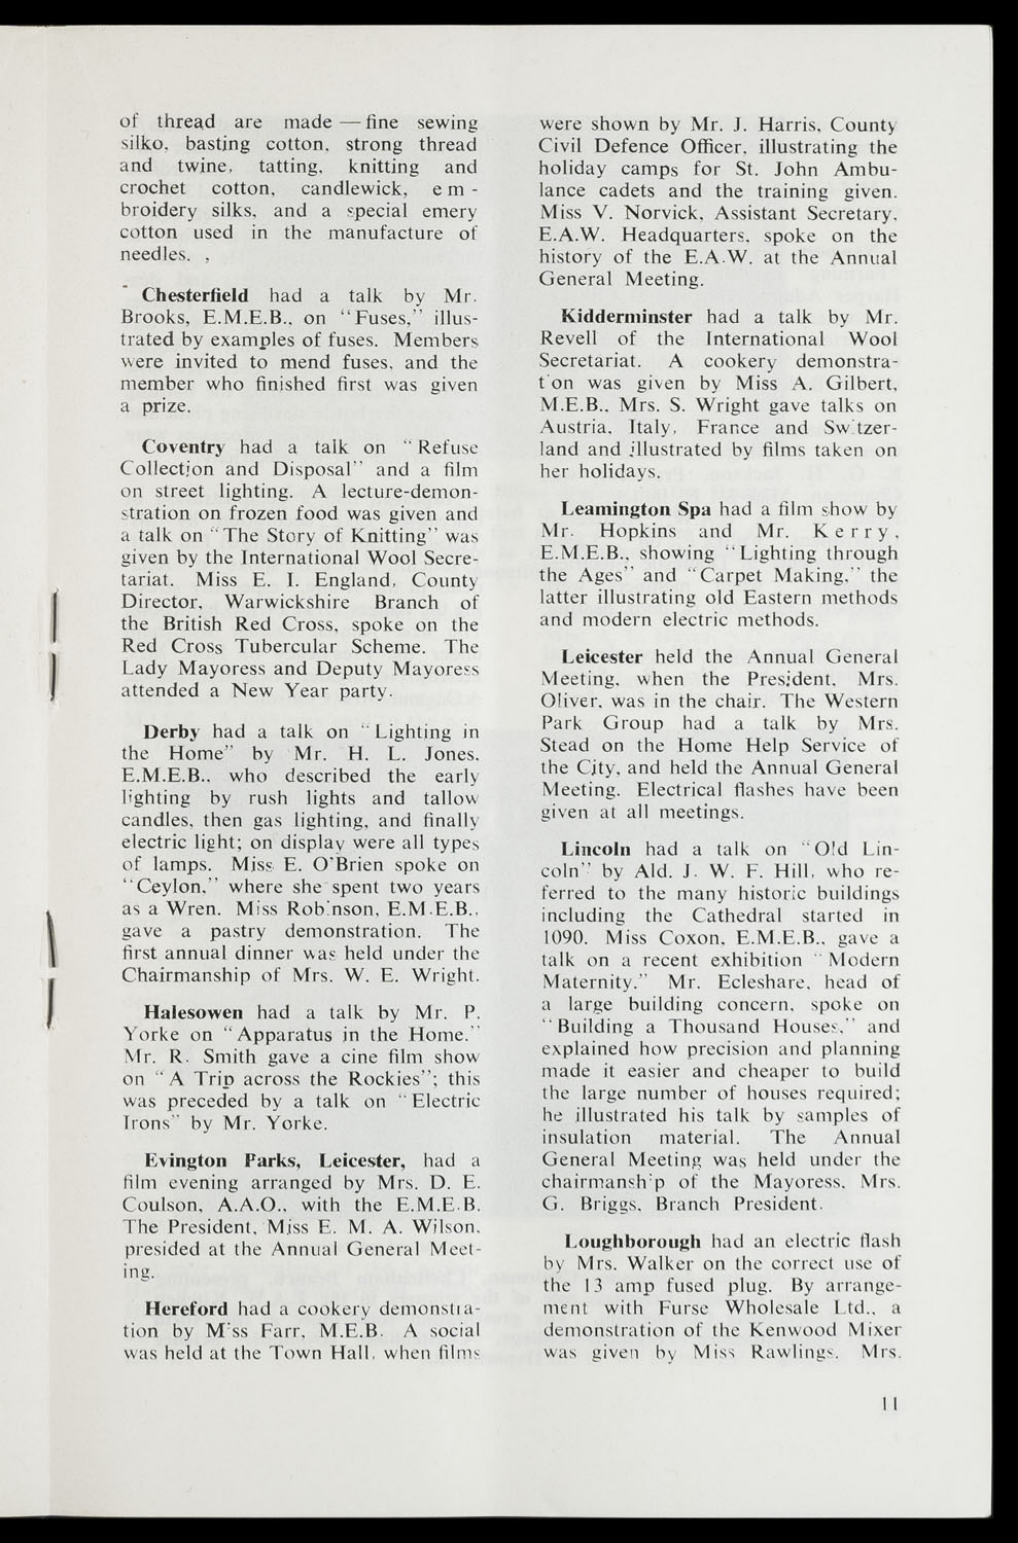 of thread are made — fine sewing
silko, basting cotton, strong thread
and twine, tatting, knitting and
crochet cotton, candlewick, em-
broidery silks, and a special emery
cotton used in the manufacture of
needles. ,
Chesterfield had a talk by Mr.
Brooks, E.M.E.B., on "Fuses," illus-
trated by examples of fuses. Members
were invited to mend fuses, and the
member who finished first was given
a prize.
Coventry had a talk on "Refuse
Collection and Disposal" and a film
on street lighting. A lecture-demon-
stration on frozen food was given and
a talk on "The Story of Knitting" was
given by the International Wool Secre-
tariat. Miss E. I. England, County
Director, Warwickshire Branch of
the British Red Cross, spoke on the
Red Cross Tubercular Scheme. The
Lady Mayoress and Deputy Mayoress
attended a New Year party.
Derby had a talk on "Lighting in
the Home" by Mr. H. L. Jones,
E.M.E.B., who described the early
lighting by rush lights and tallow
candles, then gas lighting, and finally
electric light; on display were all types
of lamps. Miss E. O'Brien spoke on
"Ceylon," where she spent two years
as a Wren. Miss Robinson, E.M.E.B.,
gave a pastry demonstration. The
first annual dinner was held under the
Chairmanship of Mrs. W. E. Wright.
Halesowen had a talk by Mr. P.
Yorke on "Apparatus in the Home."
Mr. R. Smith gave a cine film show
on "A Trip across the Rockies"; this
was preceded by a talk on "Electric
Irons" by Mr. Yorke.
Evington Parks, Leicester, had a
film evening arranged by Mrs. D. E.
Coulson, A.A.O., with the E.M.E.B.
The President, Miss E. M. A. Wilson,
presided at the Annual General Meet-
ing.
Hereford had a cookery demonstra-
tion by Miss Farr, M.E.B. A social
was held at the Town Hall, when films
were shown by Mr. J. Harris, County
Civil Defence Officer, illustrating the
holiday camps for St. John Ambu-
lance cadets and the training given.
Miss V. Norvick, Assistant Secretary,
E.A.W. Headquarters, spoke on the
history of the E.A.W. at the Annual
General Meeting.
Kidderminster had a talk by Mr.
Revell of the International Wool
Secretariat. A cookery demonstra-
tion was given by Miss A. Gilbert,
M.E.B., Mrs. S. Wright gave talks on
Austria, Italy, France and Switzer-
land and illustrated by films taken on
her holidays.
Leamington Spa had a film show by
Mr. Hopkins and Mr. Kerry,
E.M.E.B., showing "Lighting through
the Ages" and "Carpet Making," the
latter illustrating old Eastern methods
and modern electric methods.
Leicester held the Annual General
Meeting, when the President, Mrs.
Oliver, was in the chair. The Western
Park Group had a talk by Mrs.
Stead on the Home Help Service of
the City, and held the Annual General
Meeting. Electrical flashes have been
given at all meetings.
Lincoln had a talk on "Old Lin-
coln" by Ald. J. W. F. Hill, who re-
ferred to the many historic buildings
including the Cathedral started in
1090. Miss Coxon, E.M.E.B., gave a
talk on a recent exhibition "Modern
Maternity." Mr. Ecleshare, head of
a large building concern, spoke on
"Building a Thousand Houses," and
explained how precision and planning
made it easier and cheaper to build
the large number of houses required;
he illustrated his talk by samples of
insulation material. The Annual
General Meeting was held under the
chairmanship of the Mayoress, Mrs.
G. Briggs, Branch President.
Loughborough had an electric flash
by Mrs. Walker on the correct use of
the 13 amp fused plug. By arrange-
ment with Furse Wholesale Ltd., a
demonstration of the Kenwood Mixer
was given by Miss Rawlings. Mrs.
11